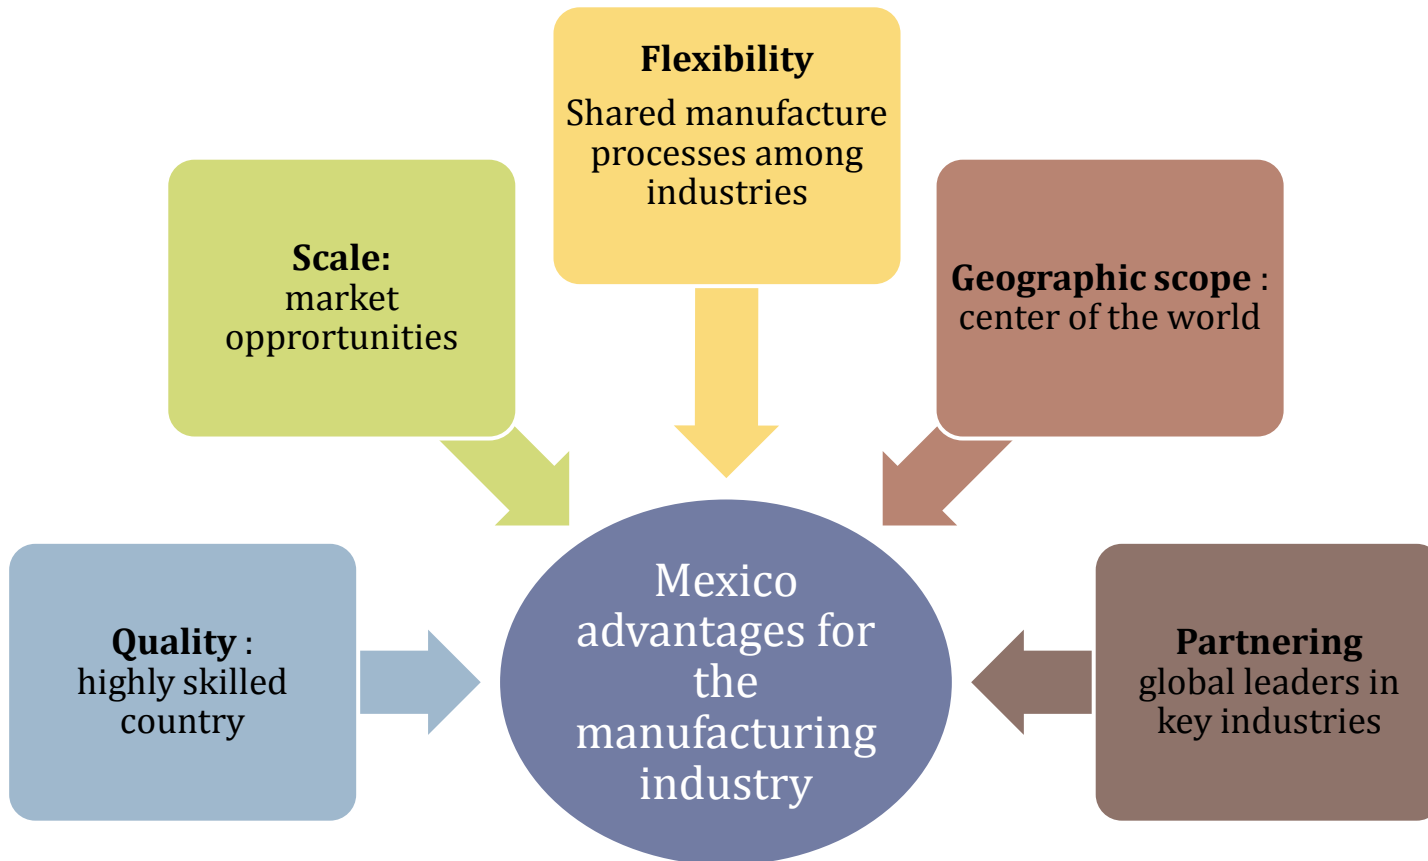 Flexibility
Shared manufacture
processes among
industries
Scale:
market
opprortunities
Geographic scope :
center of the world
Quality :
highly skilled
country
Mexico
advantages for
the
manufacturing
industry
Partnering
global leaders in
key industries